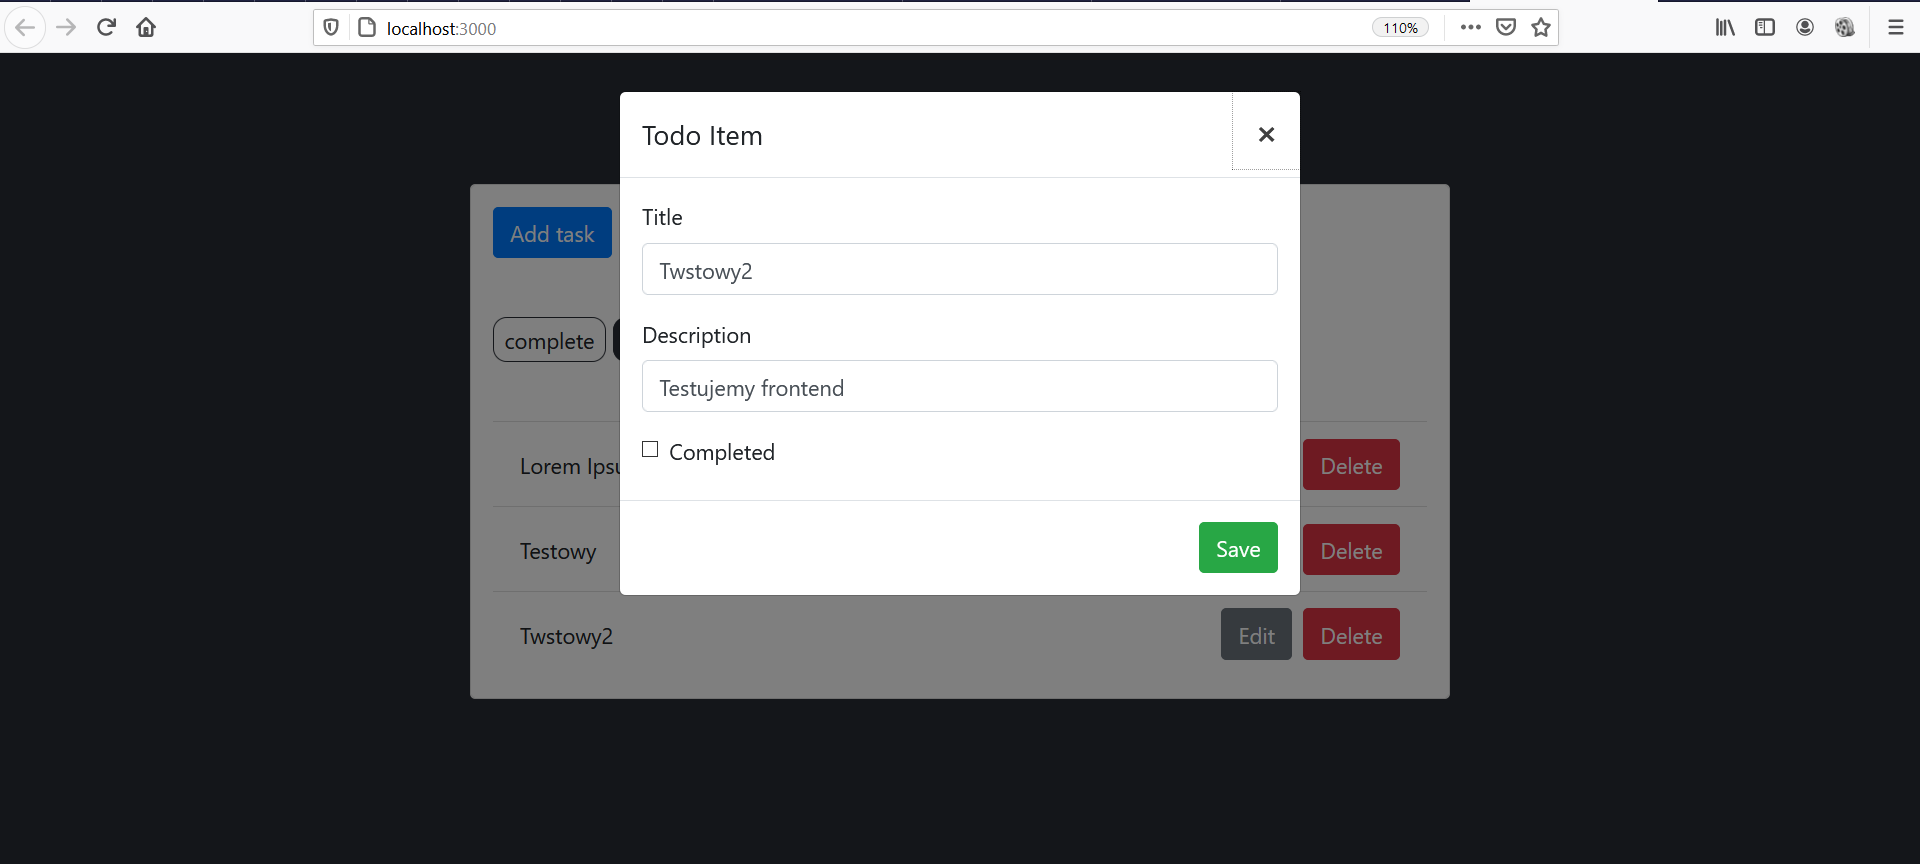 localhost:3000
110%
Todo Item
Title
Add task
Twstowy2
complete
Description
Testujemy frontend
Completed
Lorem
Delete
Testowy
Save
Delete
Twstowy2
Edit
Delete